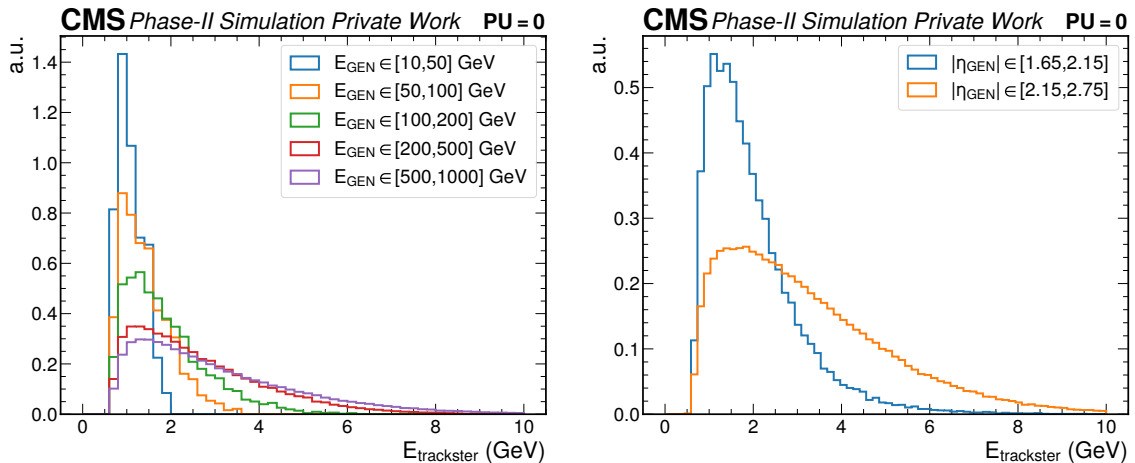 CMS Phase-II Simulation Private Work PU = 0
a.u.
1.4
1.2
1.0
0.8
0.6
0.4
0.2
0.0
E_GEN ∈ [10,50] GeV
E_GEN ∈ [50,100] GeV
E_GEN ∈ [100,200] GeV
E_GEN ∈ [200,500] GeV
E_GEN ∈ [500,1000] GeV
0 2 4 6 8 10
E_trackster (GeV)
CMS Phase-II Simulation Private Work PU = 0
a.u.
0.5
0.4
0.3
0.2
0.1
0.0
|η_GEN| ∈ [1.65,2.15]
|η_GEN| ∈ [2.15,2.75]
0 2 4 6 8 10
E_trackster (GeV)